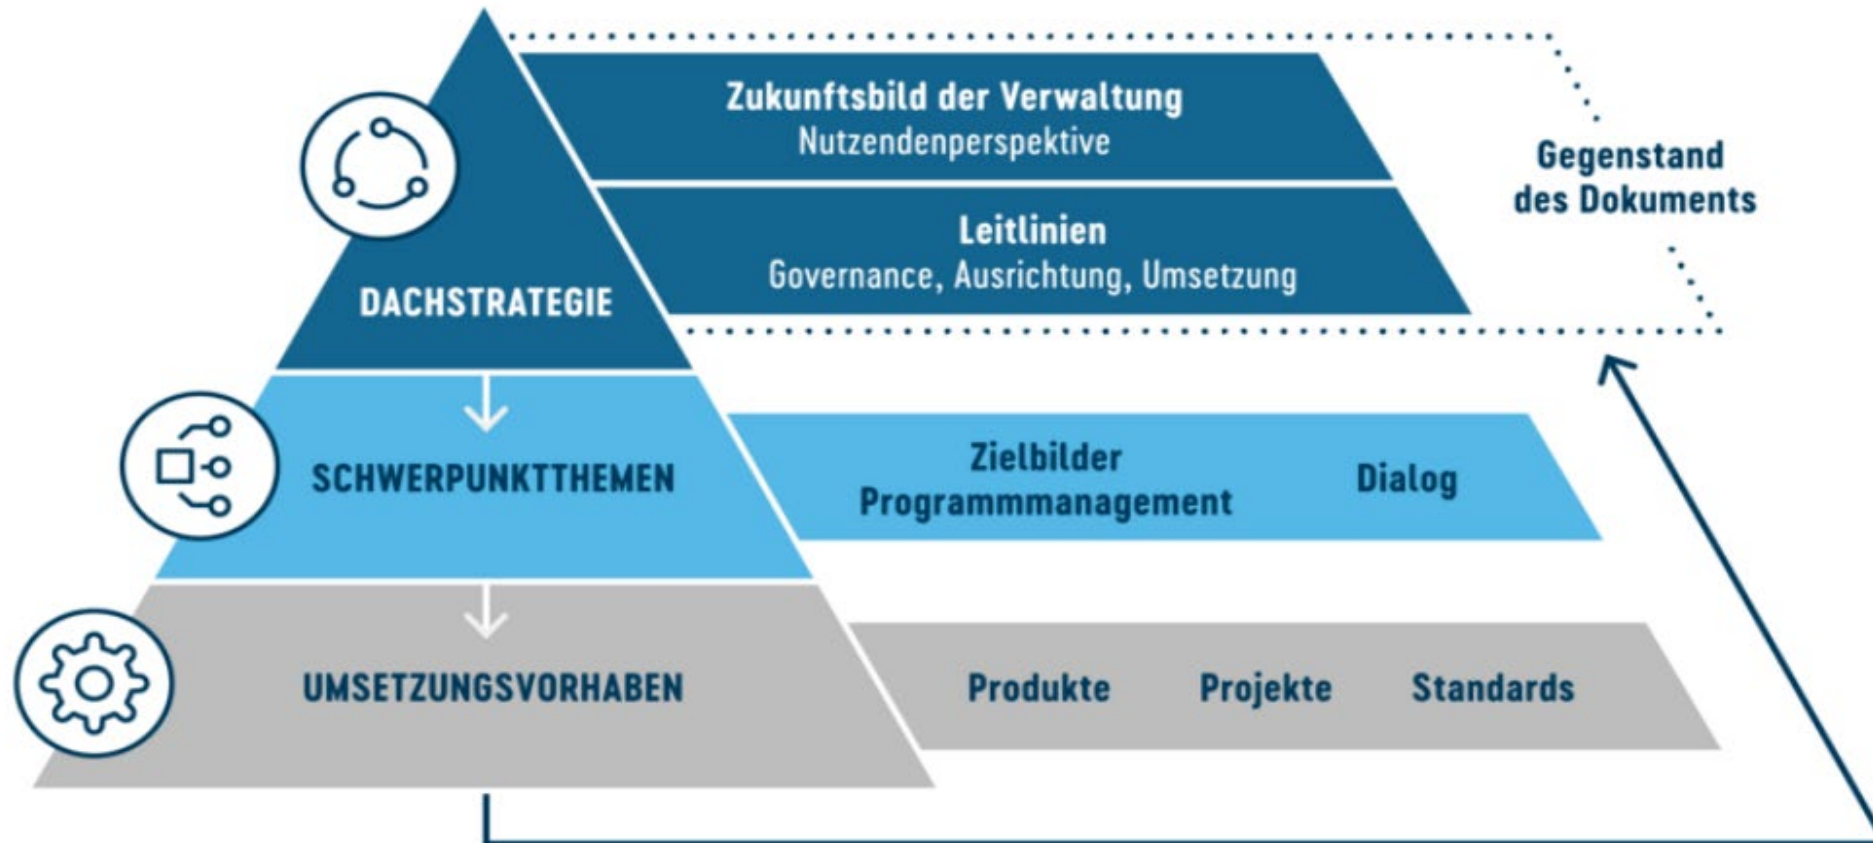 Zukunftsbild der Verwaltung
Nutzendenperspektive
Gegenstand
des Dokuments
Leitlinien
Governance, Ausrichtung, Umsetzung
DACHSTRATEGIE
SCHWERPUNKTTHEMEN
Zielbilder
Programmmanagement
Dialog
UMSETZUNGSVORHABEN
Produkte
Projekte
Standards